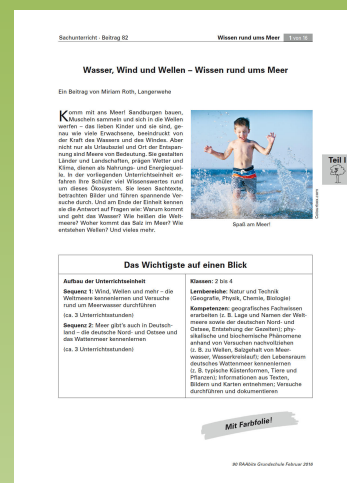 Sachunterricht · Beitrag 82
Wissen rund ums Meer
1 von 18
Wasser, Wind und Wellen – Wissen rund ums Meer
Ein Beitrag von Miriam Roth, Langerwehe
Komm mit ans Meer! Sandburgen bauen,
Muscheln sammeln und sich in die Wellen
werfen – das lieben Kinder und sie sind, ge-
nau wie viele Erwachsene, beeindruckt von
der Kraft des Wassers und des Windes. Aber
nicht nur als Urlaubsziel und Ort der Entspan-
nung sind Meere von Bedeutung. Sie gestalten
Länder und Landschaften, prägen Wetter und
Klima, dienen als Nahrungs- und Energiequel-
le. In der vorliegenden Unterrichtseinheit er-
fahren Ihre Schüler viel Wissenswertes rund
um dieses Ökosystem. Sie lesen Sachtexte,
betrachten Bilder und führen spannende Ver-
suche durch. Und am Ende der Einheit kennen
sie die Antwort auf Fragen wie: Warum kommt
und geht das Wasser? Wie heißen die Welt-
meere? Woher kommt das Salz im Meer? Wie
entstehen Wellen? Und vieles mehr.
Spaß am Meer!
Teil I
Das Wichtigste auf einen Blick
Aufbau der Unterrichtseinheit
Sequenz 1: Wind, Wellen und mehr – die
Weltmeere kennenlernen und Versuche
rund um Meerwasser durchführen
(ca. 3 Unterrichtsstunden)
Sequenz 2: Meer gibt’s auch in Deutsch-
land – die deutsche Nord- und Ostsee und
das Wattenmeer kennenlernen
(ca. 3 Unterrichtsstunden)
Klassen: 2 bis 4
Lernbereiche: Natur und Technik
(Geografie, Physik, Chemie, Biologie)
Kompetenzen: geografisches Fachwissen
erarbeiten (z. B. Lage und Namen der Welt-
meere sowie der deutschen Nord- und
Ostsee, Entstehung der Gezeiten); phy-
sikalische und biochemische Phänomene
anhand von Versuchen nachvollziehen
(z. B. zu Wellen, Salzgehalt von Meer-
wasser, Wasserkreislauf); den Lebensraum
deutsches Wattenmeer kennenlernen
(z. B. typische Küstenformen, Tiere und
Pflanzen); Informationen aus Texten,
Bildern und Karten entnehmen; Versuche
durchführen und dokumentieren
Mit Farbfolie!
RAAbits Grundschule Februar 2016